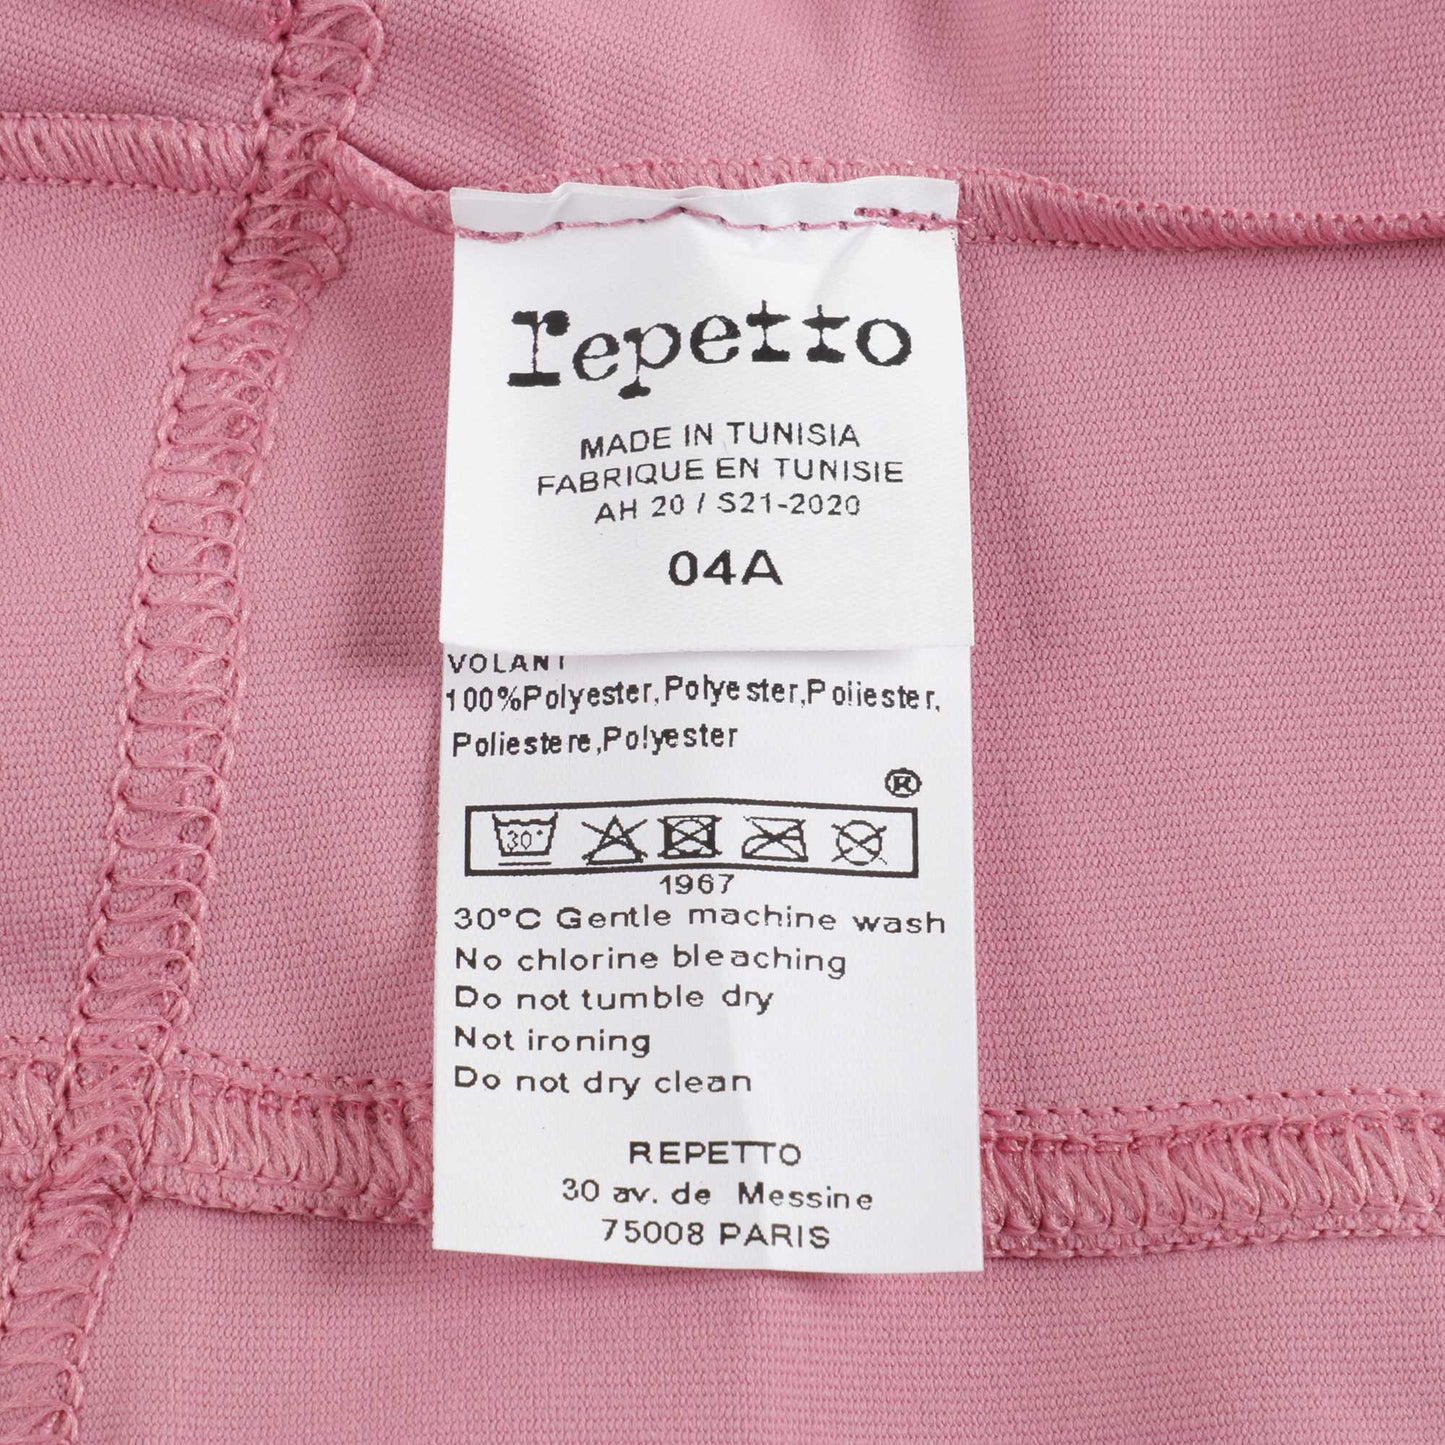 repetto
MADE IN TUNISIA
FABRIQUE EN TUNISIE
AH 20 / S21-2020
04A
VOLANT
100%Polyester,Polyester,Poliester,
Poliestere,Polyester
®
30°
1967
30°C Gentle machine wash
No chlorine bleaching
Do not tumble dry
Not ironing
Do not dry clean
REPETTO
30 av. de Messine
75008 PARIS